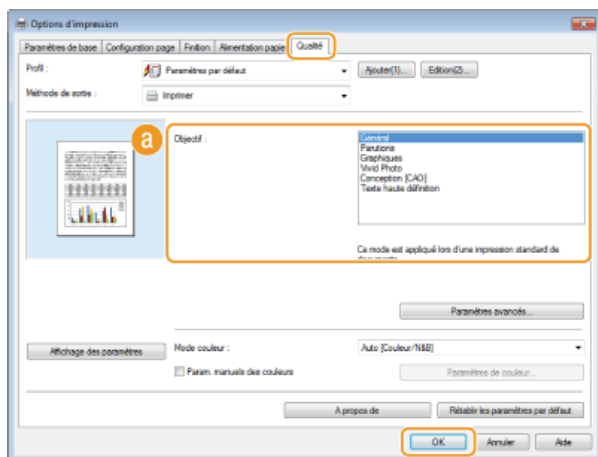 Options d'impression
Paramètres de base Configuration page Finition Alimentation papier Qualité
Profil : Paramètres par défaut Ajouter(1)... Edition(2)...
Méthode de sortie : Imprimer
a
Objectif : Général
Parutions
Graphiques
Vivid Photo
Conception [CAO]
Texte haute définition
Ce mode est appliqué lors d'une impression standard de
Paramètres avancés...
Affichage des paramètres Mode couleur : Auto [Couleur/N&B]
Param. manuels des couleurs Paramètres de couleur...
A propos de Rétablir les paramètres par défaut
OK Annuler Aide